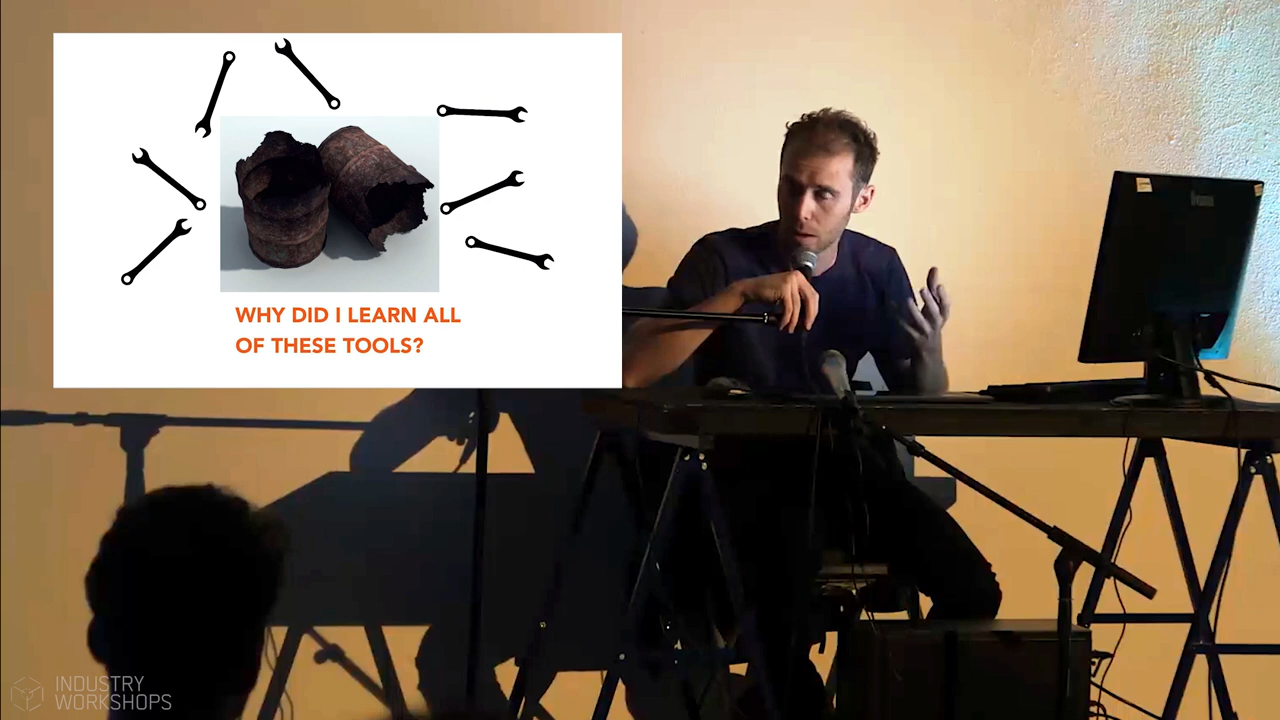 WHY DID I LEARN ALL
OF THESE TOOLS?
INDUSTRY
WORKSHOPS